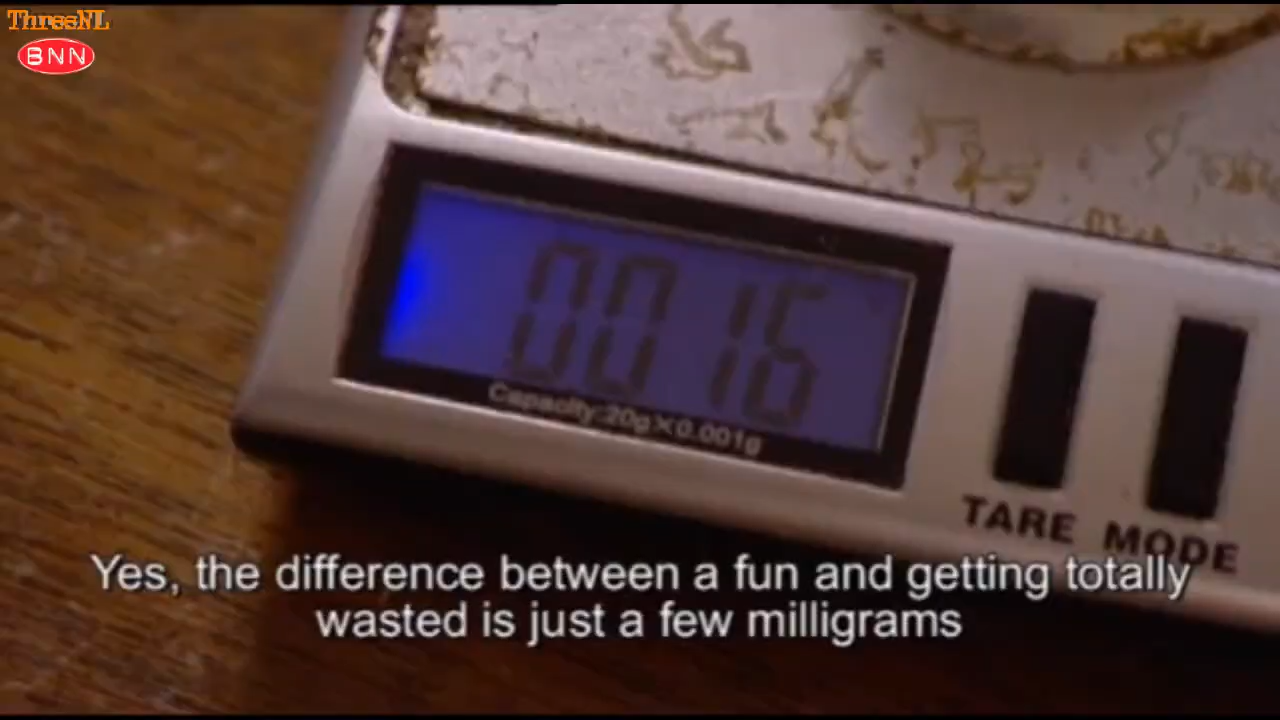 ThreeNL
BNN
0016
Capacity:20g×0.001g
TARE MODE
Yes, the difference between a fun and getting totally
wasted is just a few milligrams